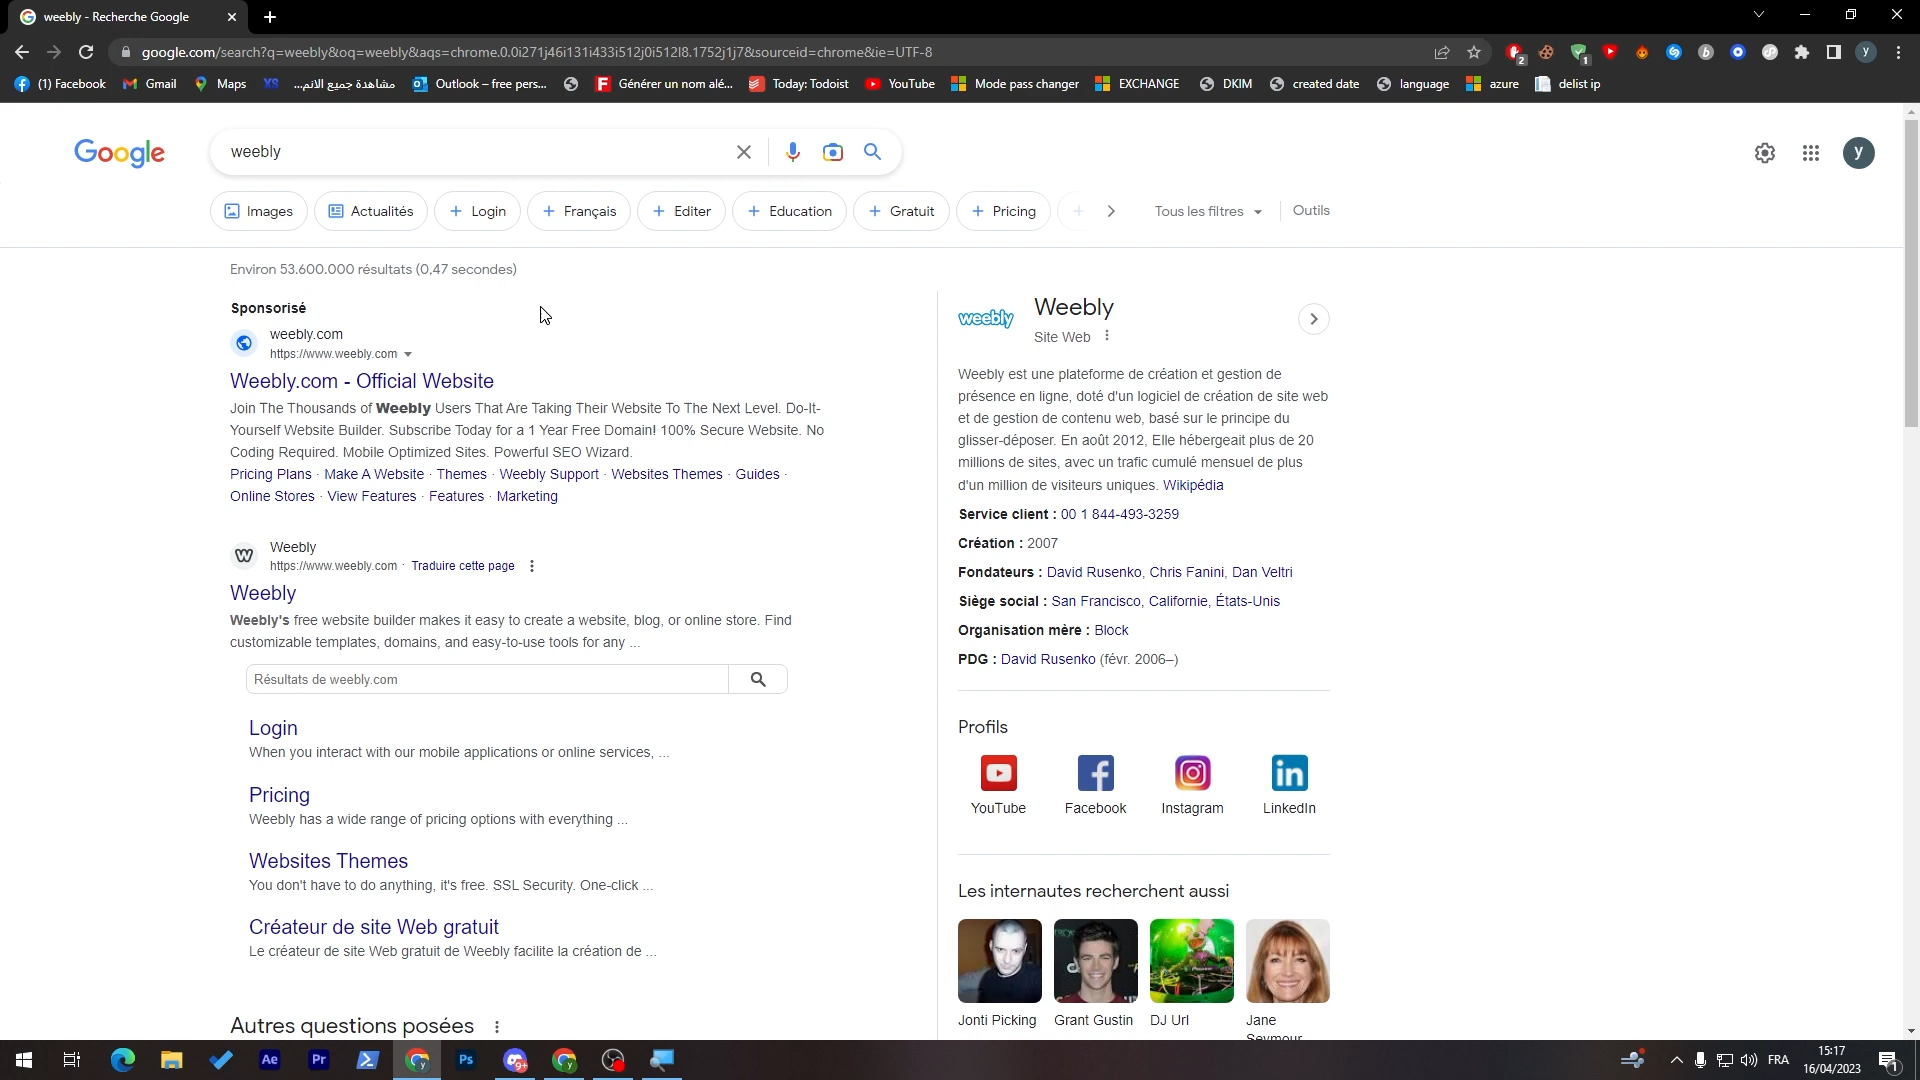 weebly - Recherche Google
google.com/search?q=weebly&oq=weebly&aqs=chrome.0.0i271j46i131i433i512j0i512l8.1752j1j7&sourceid=chrome&ie=UTF-8
2
1
y
(1) Facebook
Gmail
Maps
XS
مشاهدة جميع الانم...
Outlook – free pers...
Générer un nom alé...
Today: Todoist
YouTube
Mode pass changer
EXCHANGE
DKIM
created date
language
azure
delist ip
Google
weebly
y
Images
Actualités
Login
Français
Editer
Education
Gratuit
Pricing
Tous les filtres
Outils
Environ 53.600.000 résultats (0,47 secondes)
Sponsorisé
weebly.com
https://www.weebly.com
Weebly.com - Official Website
Join The Thousands of Weebly Users That Are Taking Their Website To The Next Level. Do-It-
Yourself Website Builder. Subscribe Today for a 1 Year Free Domain! 100% Secure Website. No
Coding Required. Mobile Optimized Sites. Powerful SEO Wizard.
Pricing Plans · Make A Website · Themes · Weebly Support · Websites Themes · Guides ·
Online Stores · View Features · Features · Marketing
Weebly
https://www.weebly.com · Traduire cette page
Weebly
Weebly's free website builder makes it easy to create a website, blog, or online store. Find
customizable templates, domains, and easy-to-use tools for any ...
Résultats de weebly.com
Login
When you interact with our mobile applications or online services, ...
Pricing
Weebly has a wide range of pricing options with everything ...
Websites Themes
You don't have to do anything, it's free. SSL Security. One-click ...
Créateur de site Web gratuit
Le créateur de site Web gratuit de Weebly facilite la création de ...
Autres questions posées
weebly
Weebly
Site Web
Weebly est une plateforme de création et gestion de
présence en ligne, doté d'un logiciel de création de site web
et de gestion de contenu web, basé sur le principe du
glisser-déposer. En août 2012, Elle hébergeait plus de 20
millions de sites, avec un trafic cumulé mensuel de plus
d'un million de visiteurs uniques. Wikipédia
Service client : 00 1 844-493-3259
Création : 2007
Fondateurs : David Rusenko, Chris Fanini, Dan Veltri
Siège social : San Francisco, Californie, États-Unis
Organisation mère : Block
PDG : David Rusenko (févr. 2006–)
Profils
YouTube
Facebook
Instagram
LinkedIn
Les internautes recherchent aussi
Jonti Picking
Grant Gustin
DJ Url
Jane
Seymour
Ae
Pr
Ps
9+
FRA
15:17
16/04/2023
1